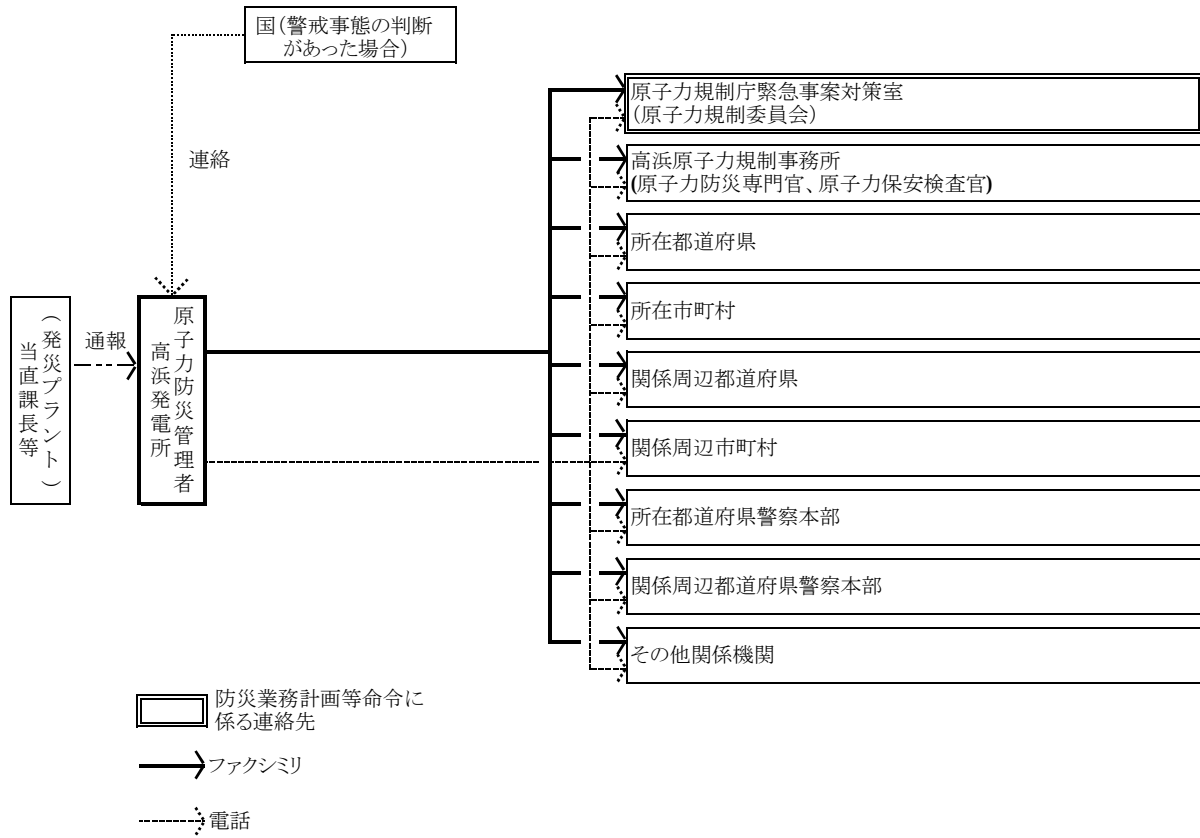 国(警戒事態の判断
があった場合)
連絡
原子力規制庁緊急事案対策室
(原子力規制委員会)
高浜原子力規制事務所
(原子力防災専門官、原子力保安検査官)
所在都道府県
所在市町村
関係周辺都道府県
関係周辺市町村
所在都道府県警察本部
関係周辺都道府県警察本部
その他関係機関
(発災プラント)
当直課長等
通報
原子力防災管理者
高浜発電所
防災業務計画等命令に
係る連絡先
ファクシミリ
電話